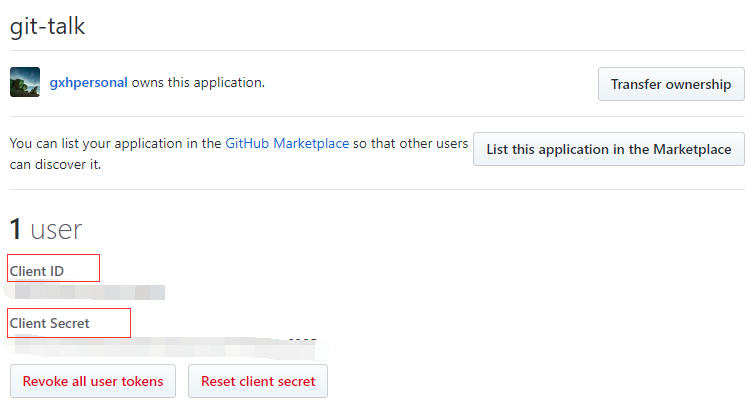 git-talk
gxhpersonal owns this application.
Transfer ownership
You can list your application in the GitHub Marketplace so that other users
can discover it.
List this application in the Marketplace
1 user
Client ID
Client Secret
Revoke all user tokens
Reset client secret